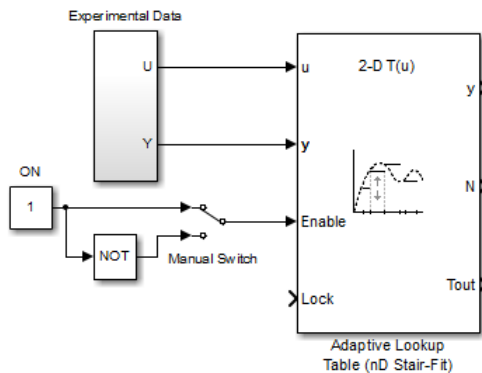 Experimental Data
U
Y
ON
1
NOT
Manual Switch
u
y
Enable
Lock
2-D T(u)
y
N
Tout
Adaptive Lookup
Table (nD Stair-Fit)